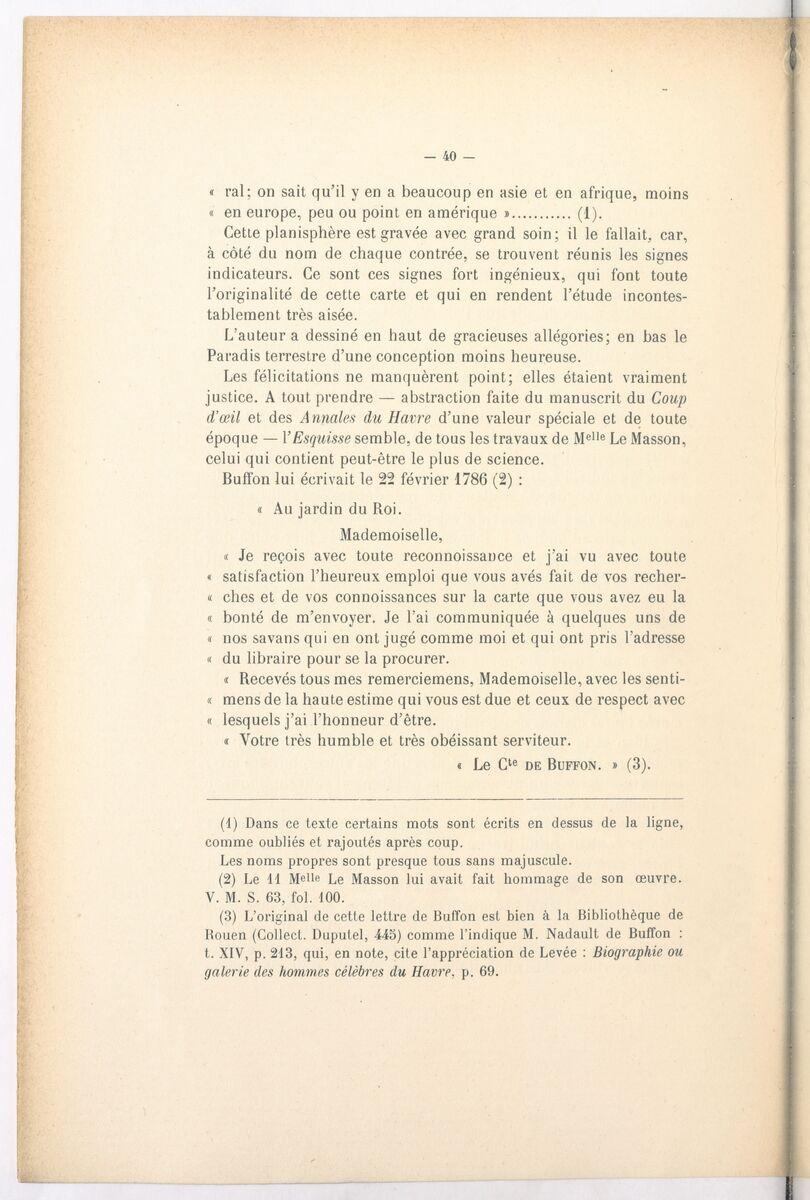 — 40 —
« ral; on sait qu'il y en a beaucoup en asie et en afrique, moins
« en europe, peu ou point en amérique »........... (1).
Cette planisphère est gravée avec grand soin; il le fallait, car,
à côté du nom de chaque contrée, se trouvent réunis les signes
indicateurs. Ce sont ces signes fort ingénieux, qui font toute
l'originalité de cette carte et qui en rendent l'étude incontes-
tablement très aisée.
L'auteur a dessiné en haut de gracieuses allégories; en bas le
Paradis terrestre d'une conception moins heureuse.
Les félicitations ne manquèrent point; elles étaient vraiment
justice. A tout prendre — abstraction faite du manuscrit du Coup
d'œil et des Annales du Havre d'une valeur spéciale et de toute
époque — l'Esquisse semble, de tous les travaux de Melle Le Masson,
celui qui contient peut-être le plus de science.
Buffon lui écrivait le 22 février 1786 (2) :
« Au jardin du Roi.
Mademoiselle,
« Je reçois avec toute reconnoissance et j'ai vu avec toute
« satisfaction l'heureux emploi que vous avés fait de vos recher-
« ches et de vos connoissances sur la carte que vous avez eu la
« bonté de m'envoyer. Je l'ai communiquée à quelques uns de
« nos savans qui en ont jugé comme moi et qui ont pris l'adresse
« du libraire pour se la procurer.
« Recevés tous mes remerciemens, Mademoiselle, avec les senti-
« mens de la haute estime qui vous est due et ceux de respect avec
« lesquels j'ai l'honneur d'être.
« Votre très humble et très obéissant serviteur.
« Le Cte de Buffon. » (3).
(1) Dans ce texte certains mots sont écrits en dessus de la ligne,
comme oubliés et rajoutés après coup.
Les noms propres sont presque tous sans majuscule.
(2) Le 11 Melle Le Masson lui avait fait hommage de son œuvre.
V. M. S. 63, fol. 100.
(3) L'original de cette lettre de Buffon est bien à la Bibliothèque de
Rouen (Collect. Duputel, 445) comme l'indique M. Nadault de Buffon :
t. XIV, p. 213, qui, en note, cite l'appréciation de Levée : Biographie ou
galerie des hommes célèbres du Havre, p. 69.